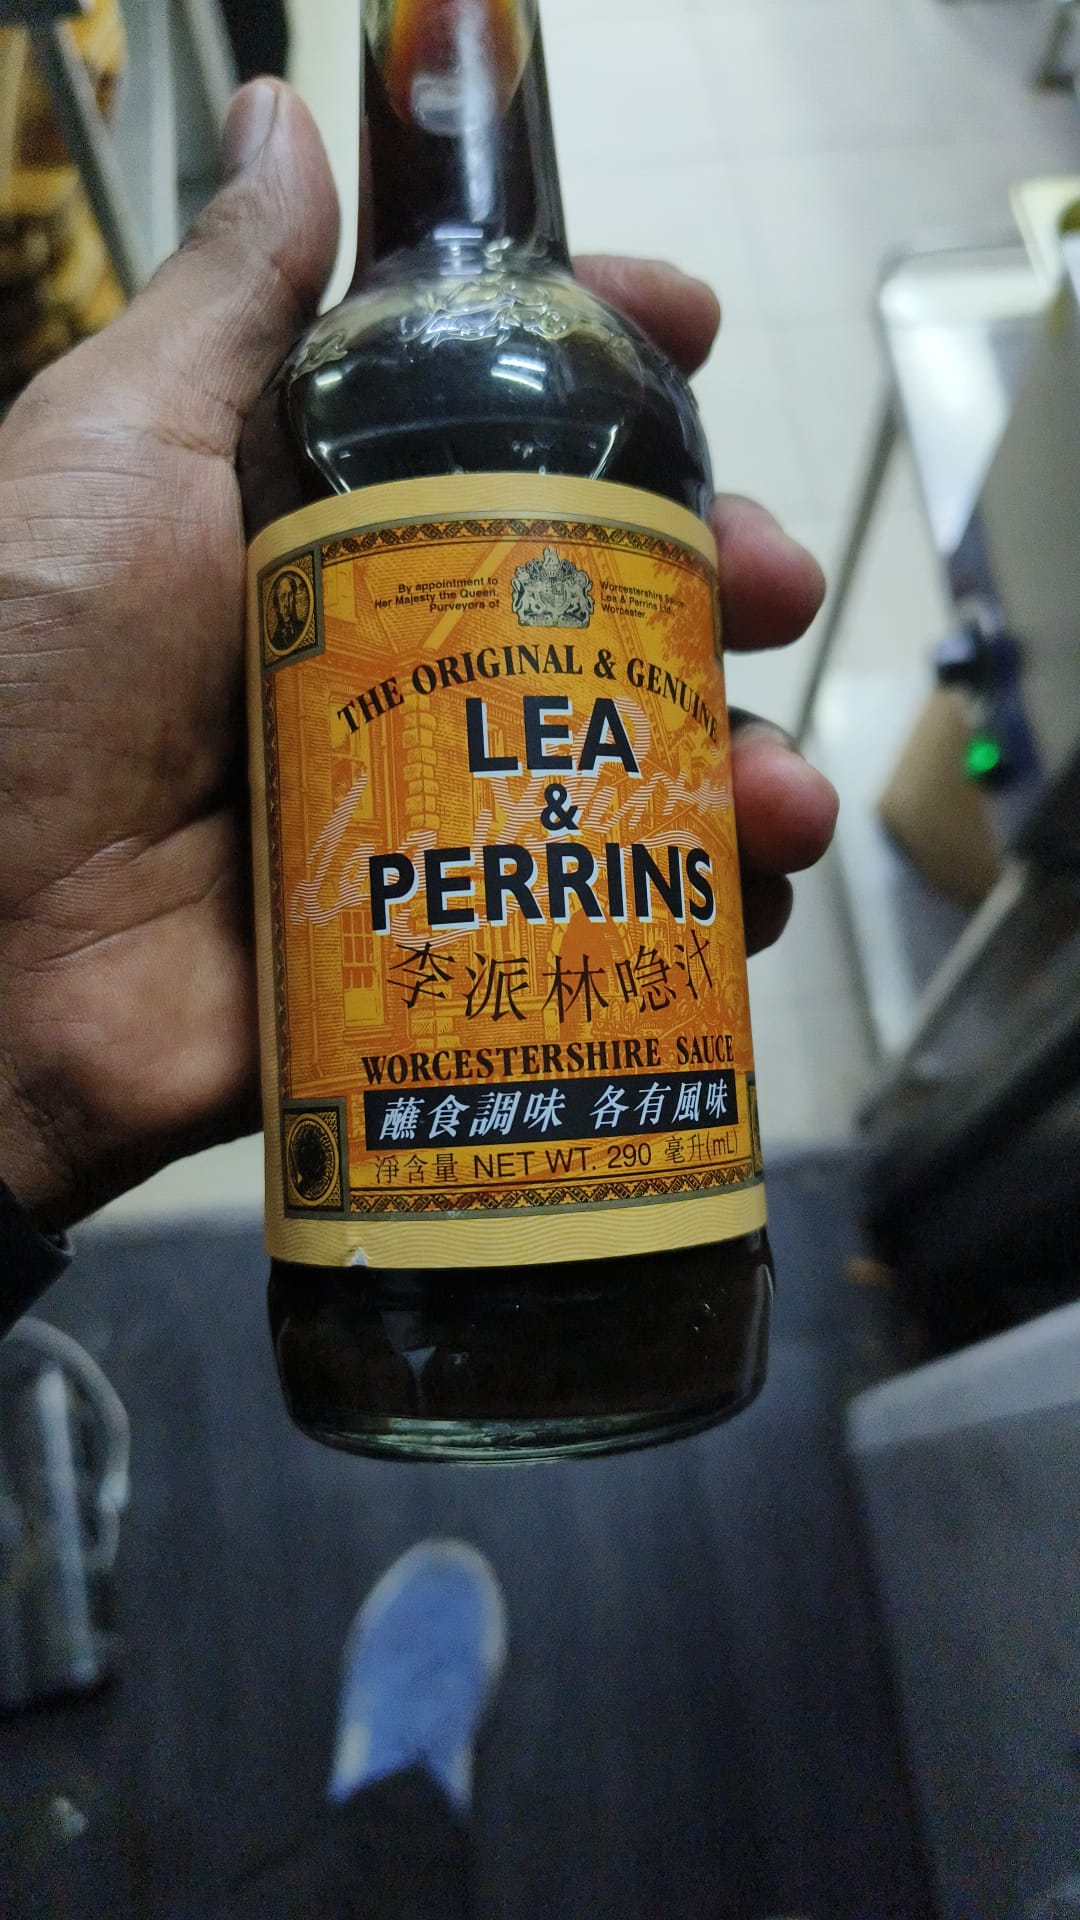 By appointment to
Her Majesty the Queen,
Purveyors of
Worcestershire Sauce
Lea & Perrins Ltd.,
Worcester.
THE ORIGINAL & GENUINE
LEA
&
PERRINS
李派林喼汁
WORCESTERSHIRE SAUCE
蘸食調味 各有風味
淨含量 NET WT. 290 毫升(mL)